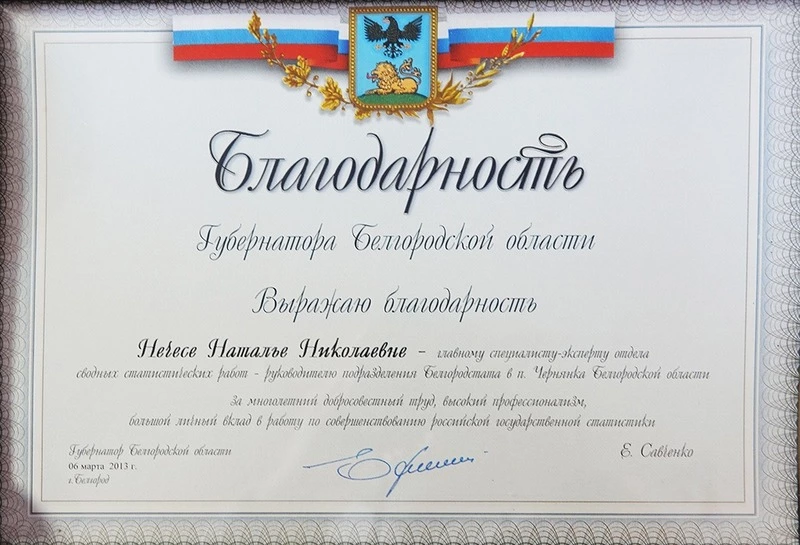 Благодарность
Губернатора Белгородской области
Выражаю благодарность
Нечесе Наталье Николаевне – главному специалисту-эксперту отдела
сводных статистических работ - руководителю подразделения Белгородстата в п. Чернянка Белгородской области
За многолетний добросовестный труд, высокий профессионализм,
большой личный вклад в работу по совершенствованию российской государственной статистики
Губернатор Белгородской области
06 марта 2013 г.
г.Белгород
Е. Савченко